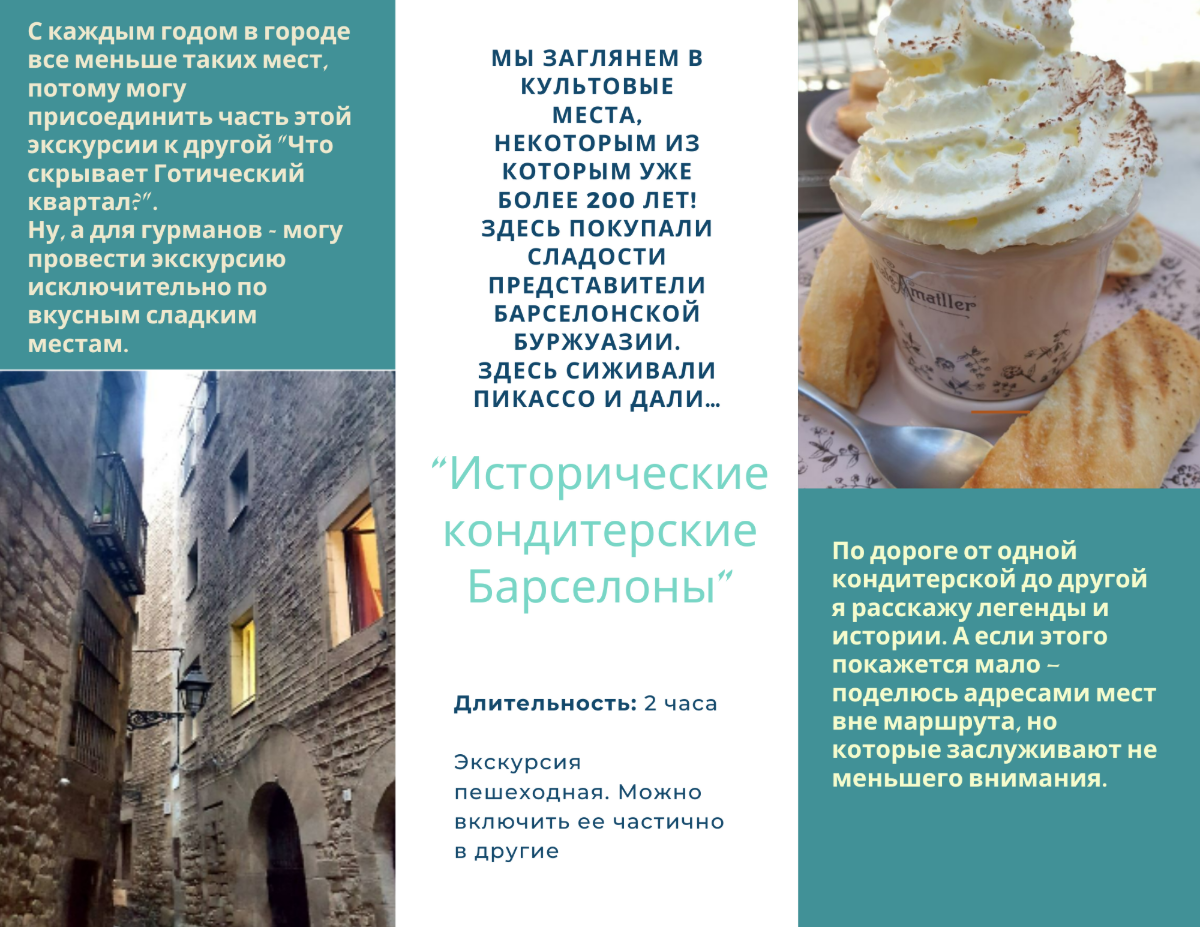 С каждым годом в городе
все меньше таких мест,
потому могу
присоединить часть этой
экскурсии к другой "Что
скрывает Готический
квартал?".
Ну, а для гурманов - могу
провести экскурсию
исключительно по
вкусным сладким
местам.
МЫ ЗАГЛЯНЕМ В
КУЛЬТОВЫЕ
МЕСТА,
НЕКОТОРЫМ ИЗ
КОТОРЫМ УЖЕ
БОЛЕЕ 200 ЛЕТ!
ЗДЕСЬ ПОКУПАЛИ
СЛАДОСТИ
ПРЕДСТАВИТЕЛИ
БАРСЕЛОНСКОЙ
БУРЖУАЗИИ.
ЗДЕСЬ СИЖИВАЛИ
ПИКАССО И ДАЛИ...
"Исторические
кондитерские
Барселоны"
Длительность: 2 часа
Экскурсия
пешеходная. Можно
включить ее частично
в другие
Amatller
По дороге от одной
кондитерской до другой
я расскажу легенды и
истории. А если этого
покажется мало –
поделюсь адресами мест
вне маршрута, но
которые заслуживают не
меньшего внимания.